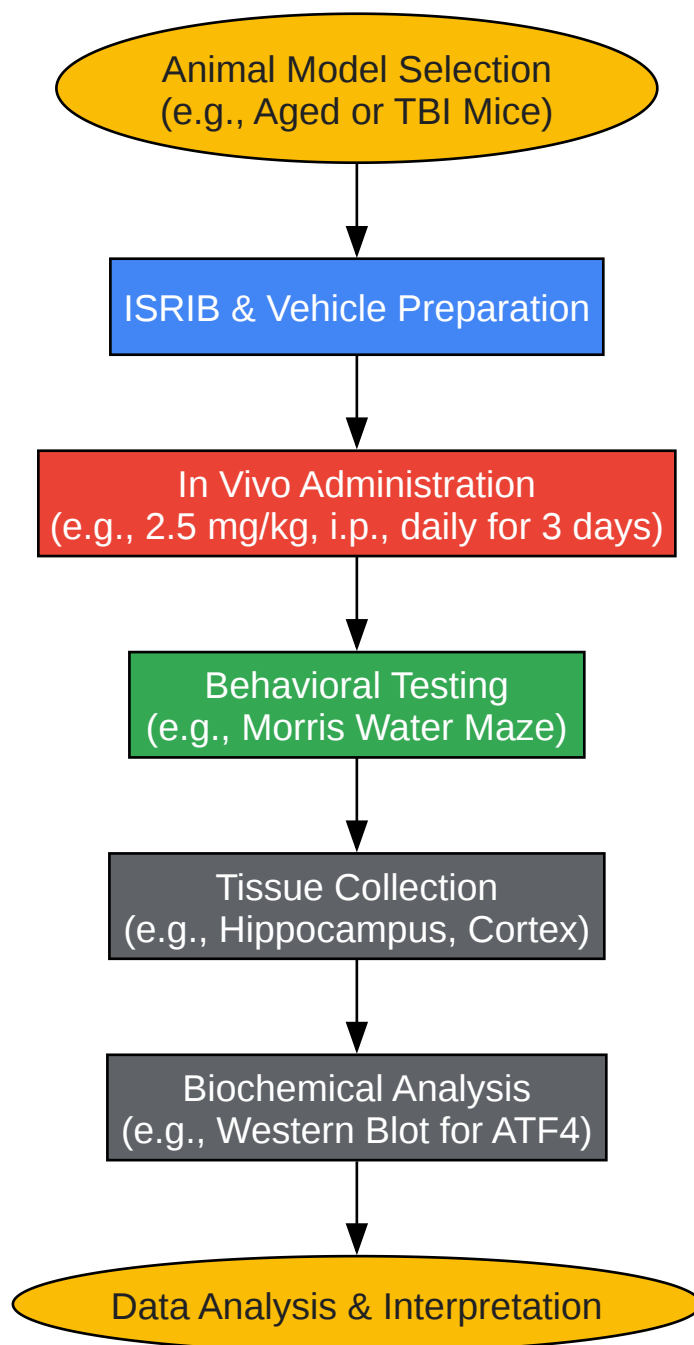 Animal Model Selection
(e.g., Aged or TBI Mice)
ISRIB & Vehicle Preparation
In Vivo Administration
(e.g., 2.5 mg/kg, i.p., daily for 3 days)
Behavioral Testing
(e.g., Morris Water Maze)
Tissue Collection
(e.g., Hippocampus, Cortex)
Biochemical Analysis
(e.g., Western Blot for ATF4)
Data Analysis & Interpretation